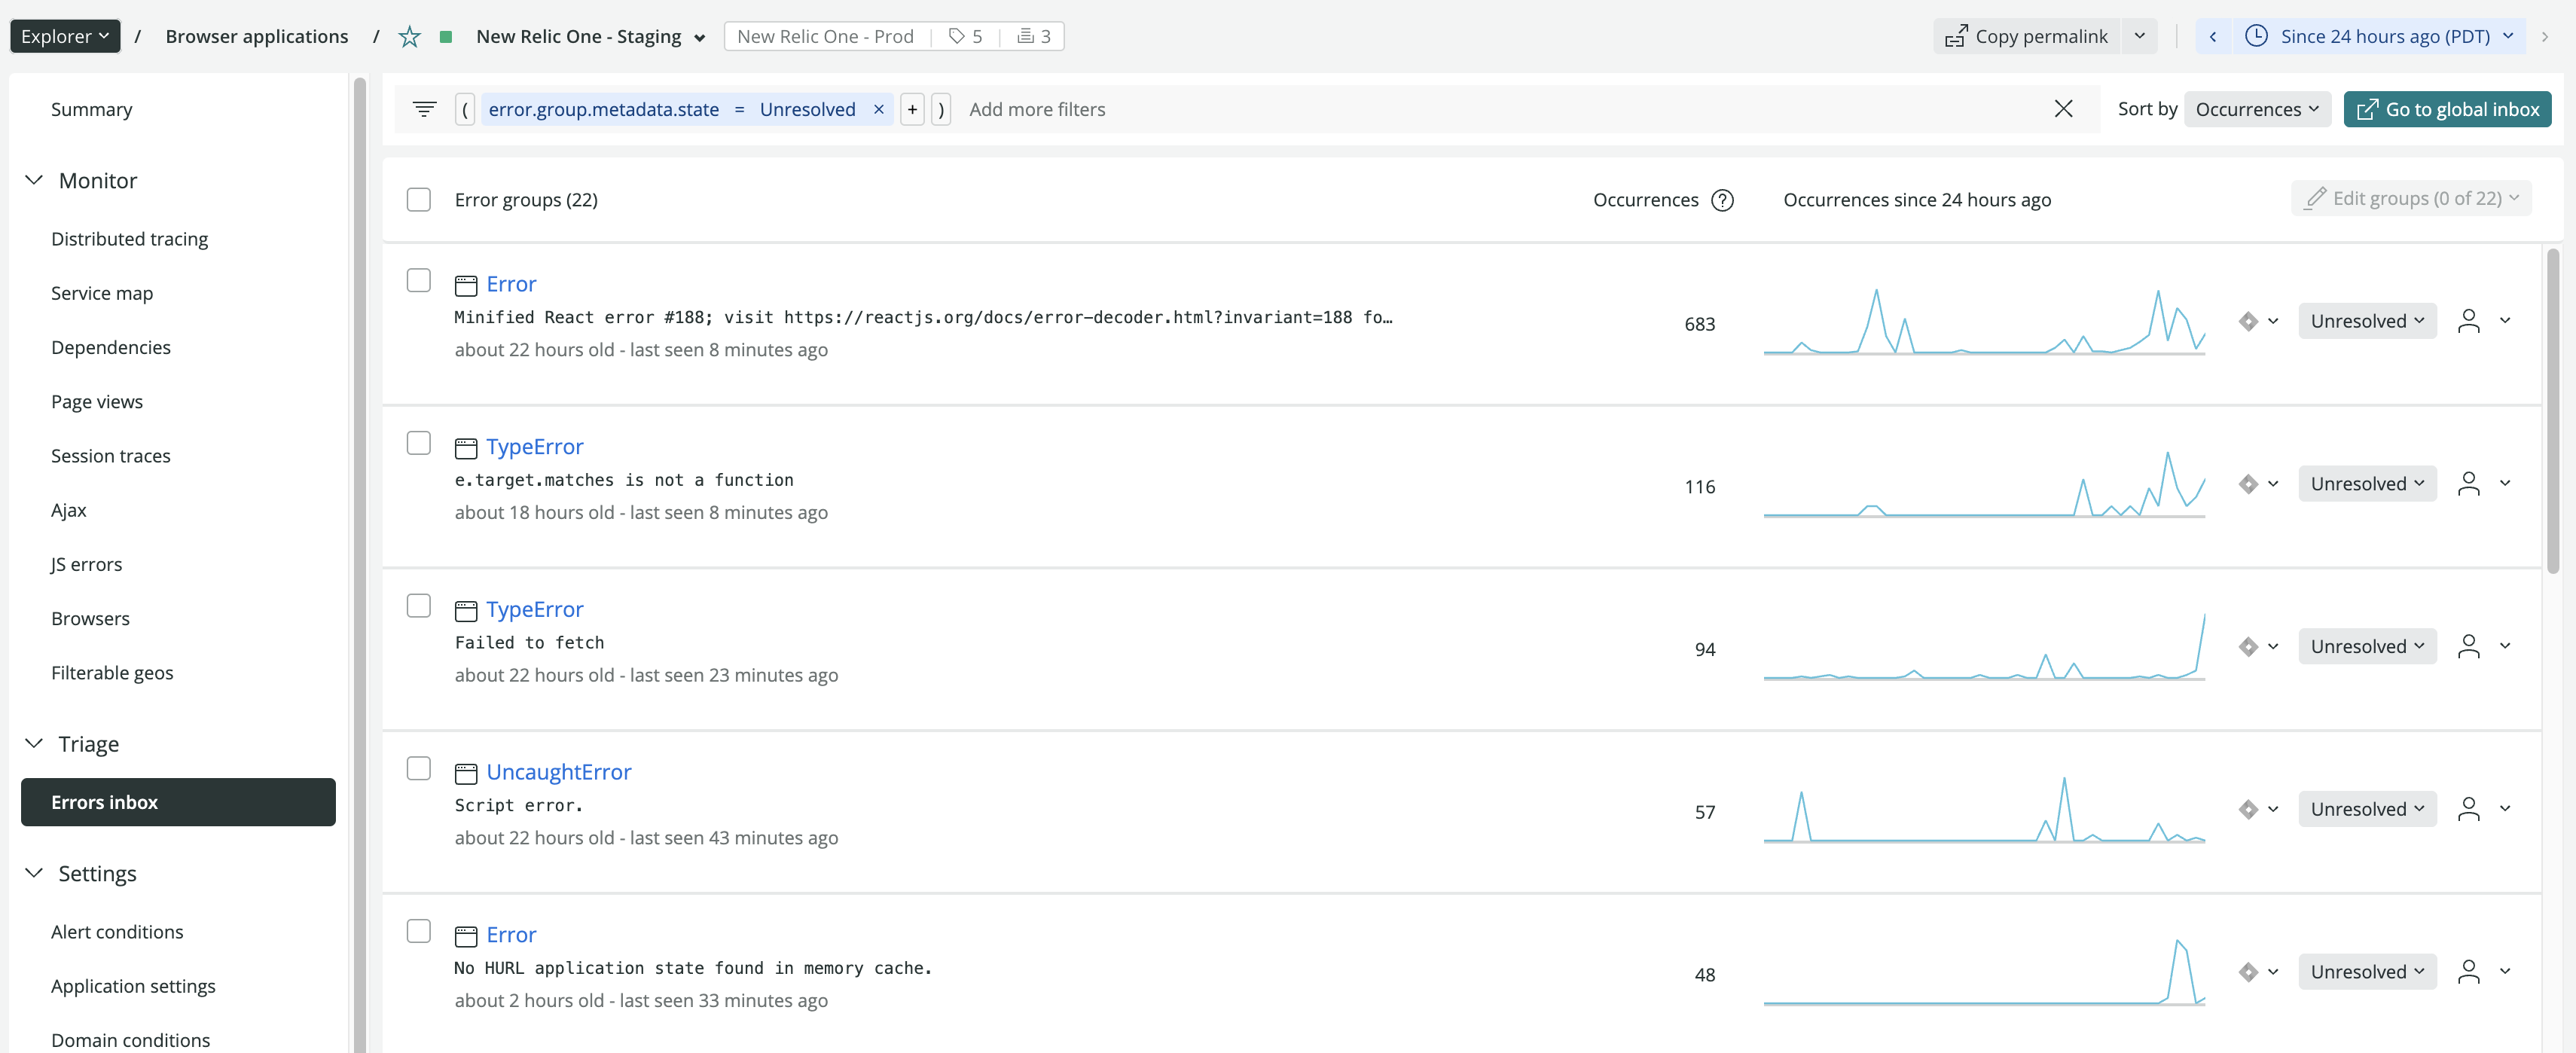 Explorer / Browser applications / New Relic One - Staging New Relic One - Prod 5 3 Copy permalink Since 24 hours ago (PDT)
( error.group.metadata.state = Unresolved × + ) Add more filters Sort by Occurrences Go to global inbox
Summary
Monitor
Distributed tracing
Service map
Dependencies
Page views
Session traces
Ajax
JS errors
Browsers
Filterable geos
Triage
Errors inbox
Settings
Alert conditions
Application settings
Domain conditions
Error groups (22) Occurrences ? Occurrences since 24 hours ago Edit groups (0 of 22)
Error
Minified React error #188; visit https://reactjs.org/docs/error-decoder.html?invariant=188 fo…
about 22 hours old - last seen 8 minutes ago
683 Unresolved
TypeError
e.target.matches is not a function
about 18 hours old - last seen 8 minutes ago
116 Unresolved
TypeError
Failed to fetch
about 22 hours old - last seen 23 minutes ago
94 Unresolved
UncaughtError
Script error.
about 22 hours old - last seen 43 minutes ago
57 Unresolved
Error
No HURL application state found in memory cache.
about 2 hours old - last seen 33 minutes ago
48 Unresolved